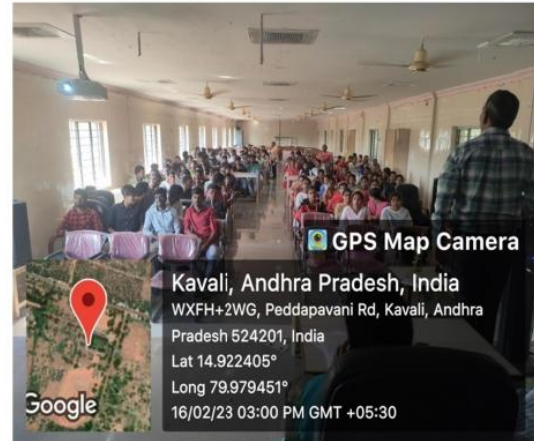 GPS Map Camera
Kavali, Andhra Pradesh, India
WXFH+2WG, Peddapavani Rd, Kavali, Andhra
Pradesh 524201, India
Lat 14.922405°
Long 79.979451°
16/02/23 03:00 PM GMT +05:30
Google